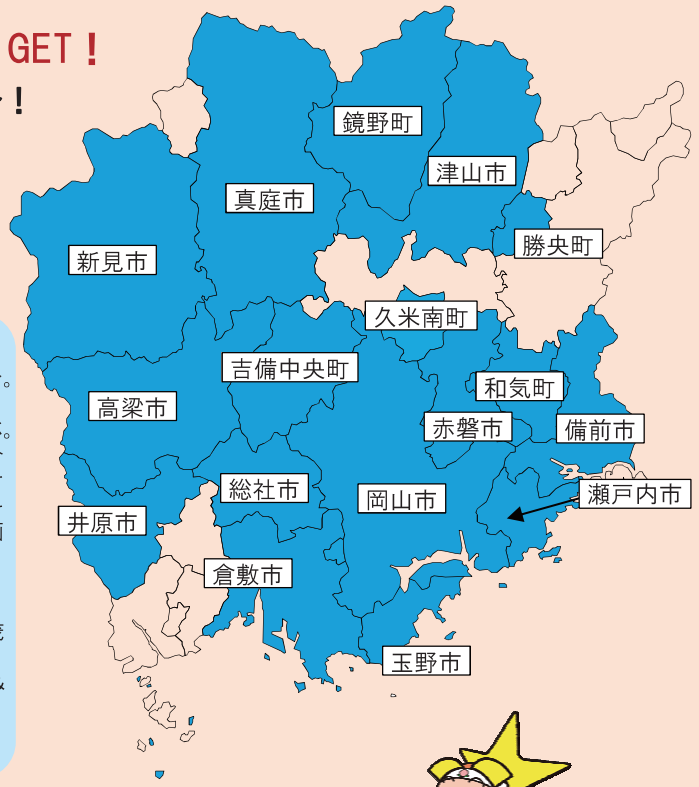 GET！
！
鏡野町
津山市
真庭市
勝央町
新見市
久米南町
吉備中央町
和気町
高梁市
赤磐市
備前市
総社市
岡山市
瀬戸内市
井原市
倉敷市
玉野市